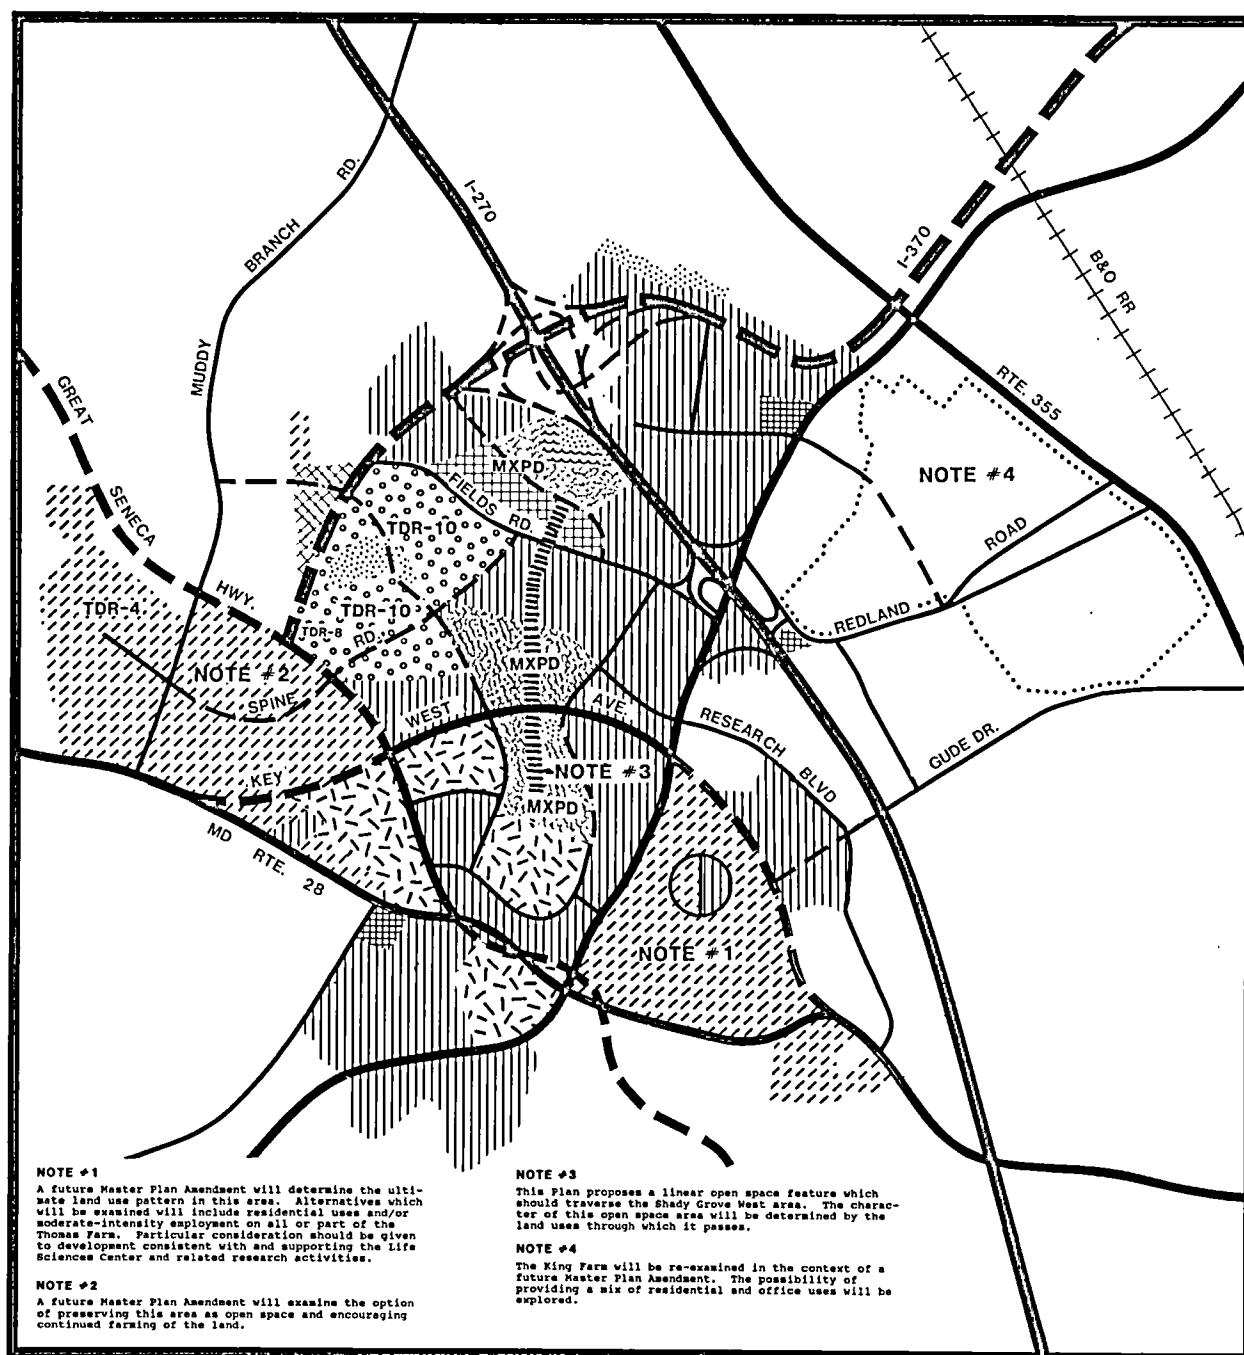 I-270
RD.
BRANCH
MUDDY
I-370
B&O RR
RTE. 355
GREAT
SENECA
HWY.
MXPD
FIELDS RD.
NOTE #4
ROAD
REDLAND
TDR-10
TDR-10
TDR-8
RD.
TDR-4
NOTE #2
SPINE
MXPD
WEST
AVE.
RESEARCH
BLVD
GUDE DR.
KEY
NOTE #3
MXPD
MD RTE. 28
NOTE #1
NOTE #1
A future Master Plan Amendment will determine the ulti-
mate land use pattern in this area. Alternatives which
will be examined will include residential uses and/or
moderate-intensity employment on all or part of the
Thomas Farm. Particular consideration should be given
to development consistent with and supporting the Life
Sciences Center and related research activities.
NOTE #2
A future Master Plan Amendment will examine the option
of preserving this area as open space and encouraging
continued farming of the land.
NOTE #3
This Plan proposes a linear open space feature which
should traverse the Shady Grove West area. The charac-
ter of this open space area will be determined by the
land uses through which it passes.
NOTE #4
The King Farm will be re-examined in the context of a
future Master Plan Amendment. The possibility of
providing a mix of residential and office uses will be
explored.